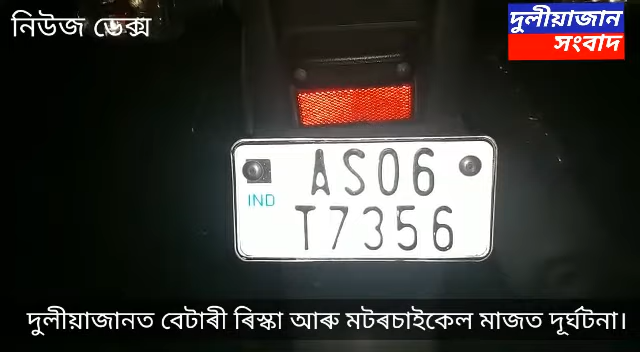 নিউজ ডেক্স
দুলীয়াজান
সংবাদ
AS06
IND
T7356
দুলীয়াজানত বেটাৰী ৰিস্কা আৰু মটৰচাইকেল মাজত দূৰ্ঘটনা।